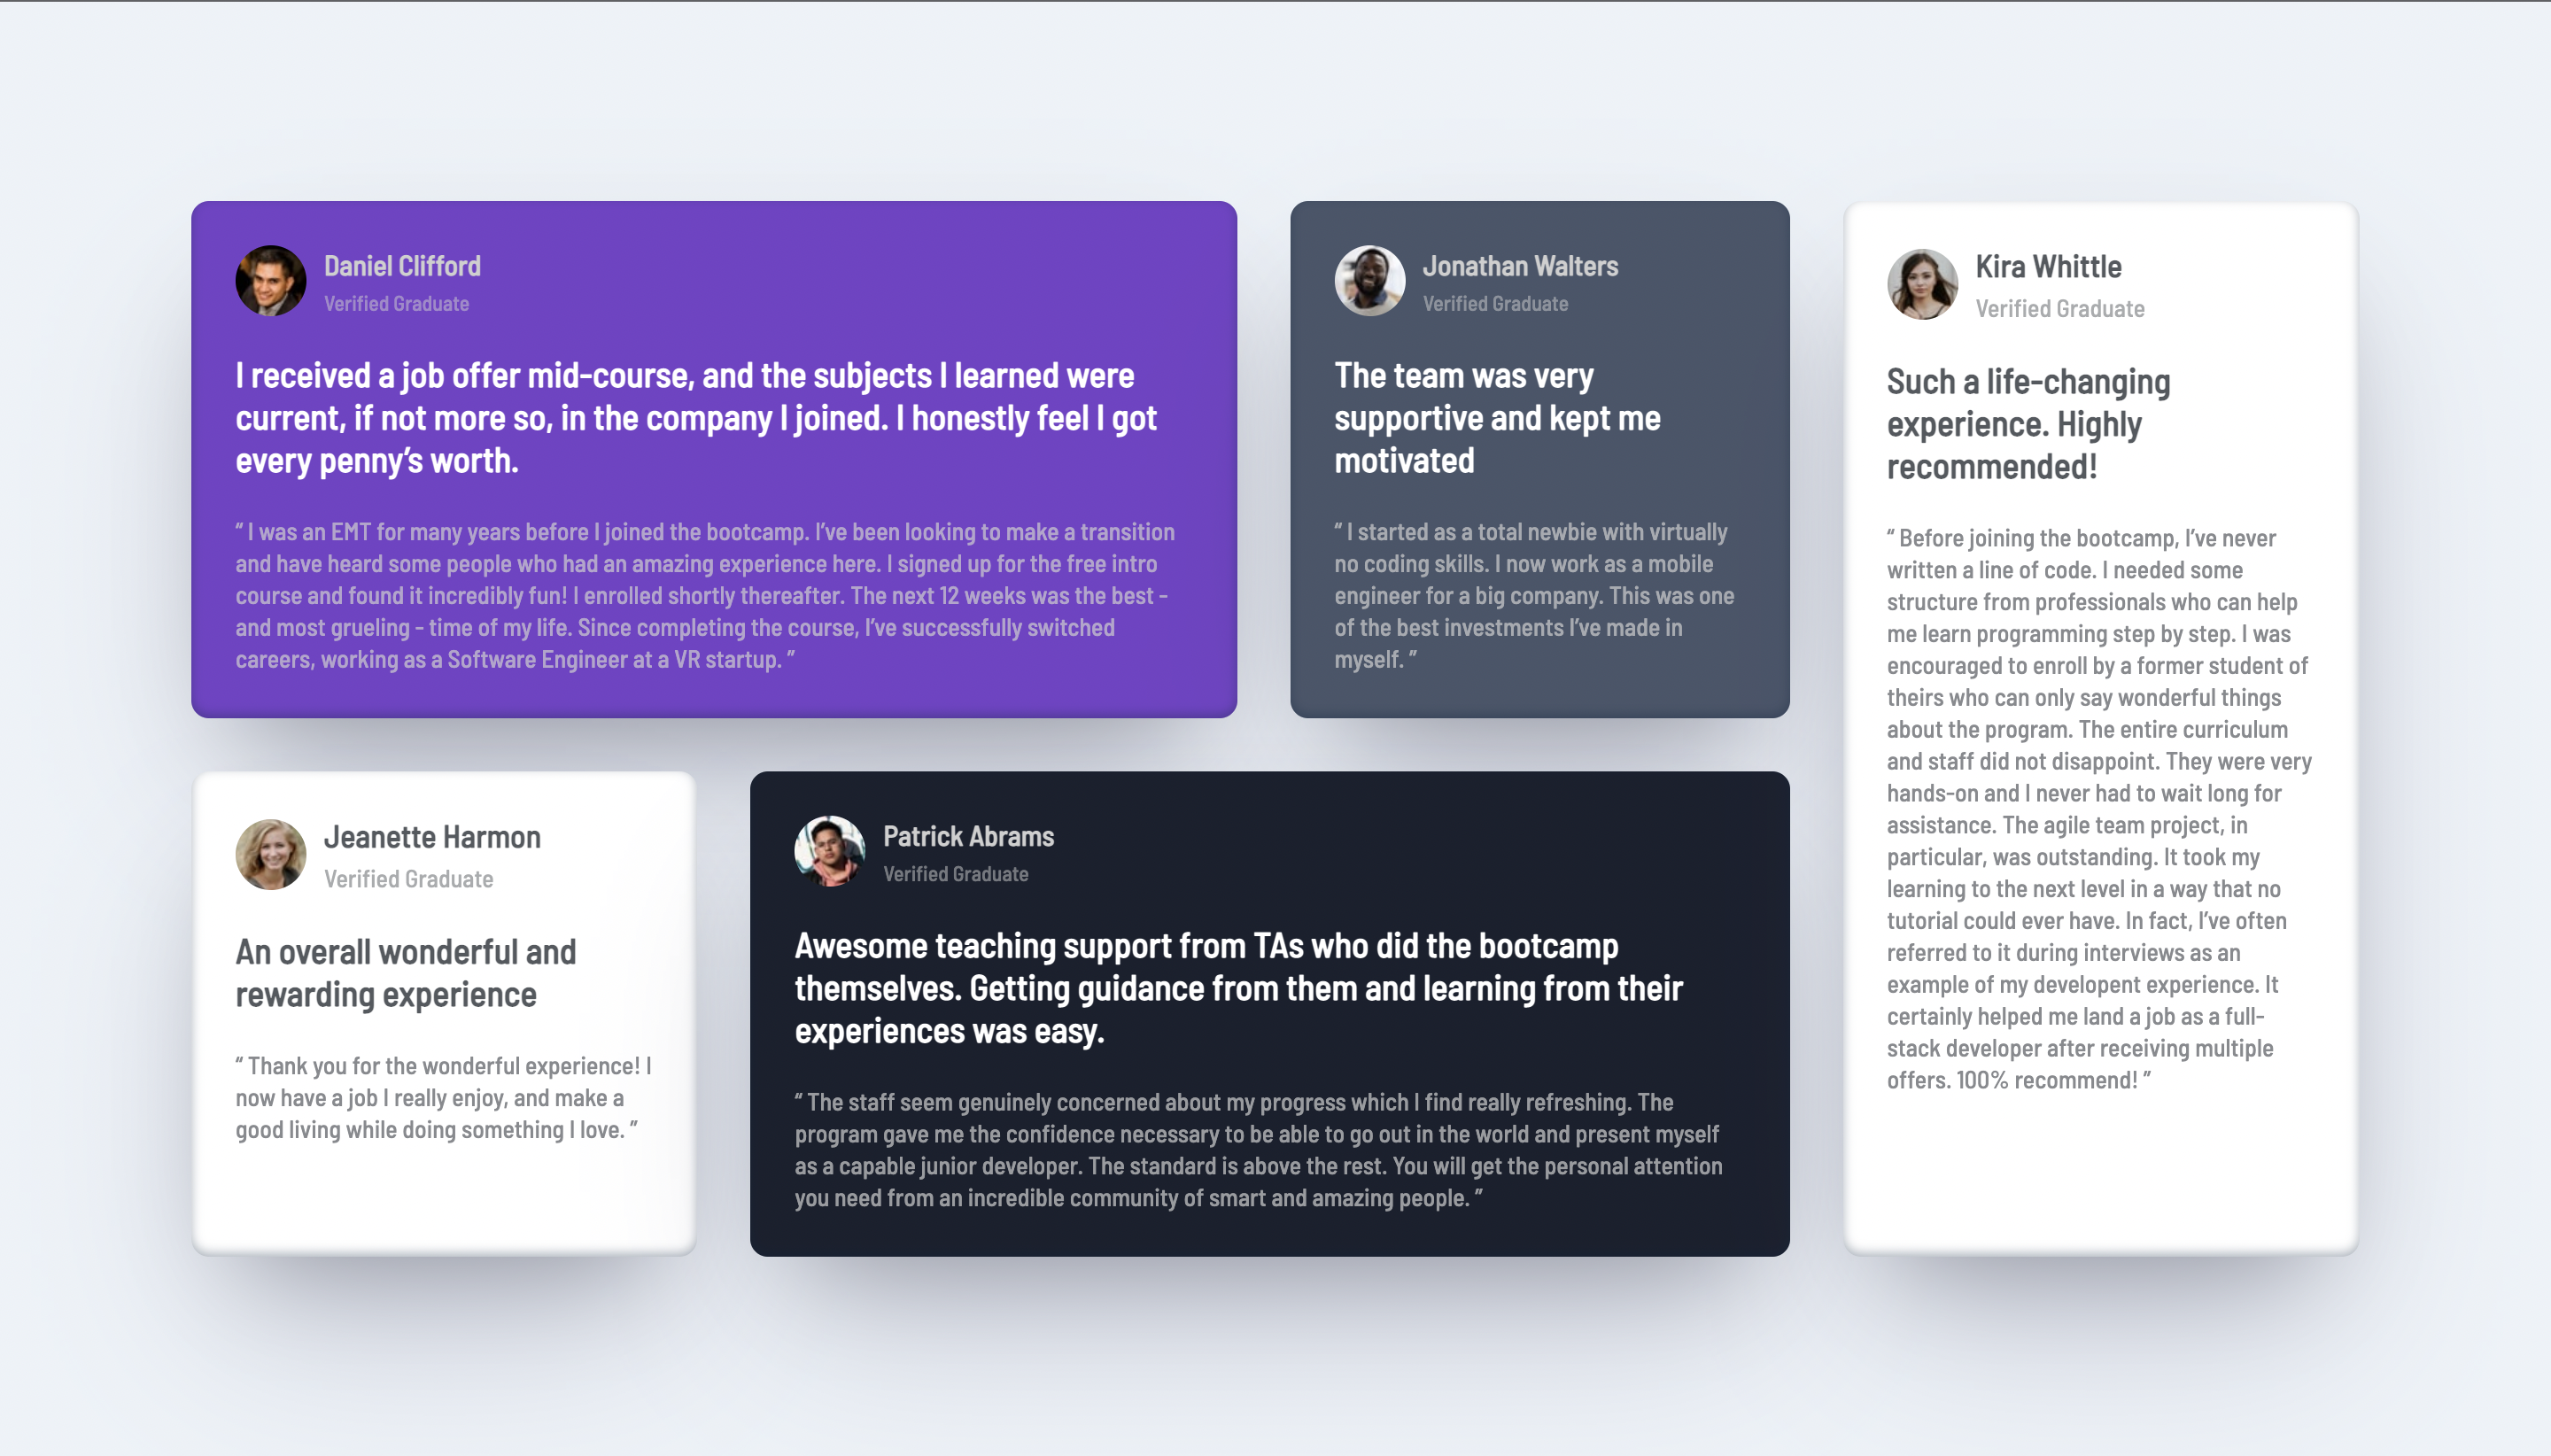 Daniel Clifford
Verified Graduate
I received a job offer mid-course, and the subjects I learned were
current, if not more so, in the company I joined. I honestly feel I got
every penny’s worth.
“ I was an EMT for many years before I joined the bootcamp. I’ve been looking to make a transition
and have heard some people who had an amazing experience here. I signed up for the free intro
course and found it incredibly fun! I enrolled shortly thereafter. The next 12 weeks was the best -
and most grueling - time of my life. Since completing the course, I’ve successfully switched
careers, working as a Software Engineer at a VR startup. ”
Jonathan Walters
Verified Graduate
The team was very
supportive and kept me
motivated
“ I started as a total newbie with virtually
no coding skills. I now work as a mobile
engineer for a big company. This was one
of the best investments I’ve made in
myself. ”
Kira Whittle
Verified Graduate
Such a life-changing
experience. Highly
recommended!
“ Before joining the bootcamp, I’ve never
written a line of code. I needed some
structure from professionals who can help
me learn programming step by step. I was
encouraged to enroll by a former student of
theirs who can only say wonderful things
about the program. The entire curriculum
and staff did not disappoint. They were very
hands-on and I never had to wait long for
assistance. The agile team project, in
particular, was outstanding. It took my
learning to the next level in a way that no
tutorial could ever have. In fact, I’ve often
referred to it during interviews as an
example of my developent experience. It
certainly helped me land a job as a full-
stack developer after receiving multiple
offers. 100% recommend! ”
Jeanette Harmon
Verified Graduate
An overall wonderful and
rewarding experience
“ Thank you for the wonderful experience! I
now have a job I really enjoy, and make a
good living while doing something I love. ”
Patrick Abrams
Verified Graduate
Awesome teaching support from TAs who did the bootcamp
themselves. Getting guidance from them and learning from their
experiences was easy.
“ The staff seem genuinely concerned about my progress which I find really refreshing. The
program gave me the confidence necessary to be able to go out in the world and present myself
as a capable junior developer. The standard is above the rest. You will get the personal attention
you need from an incredible community of smart and amazing people. ”